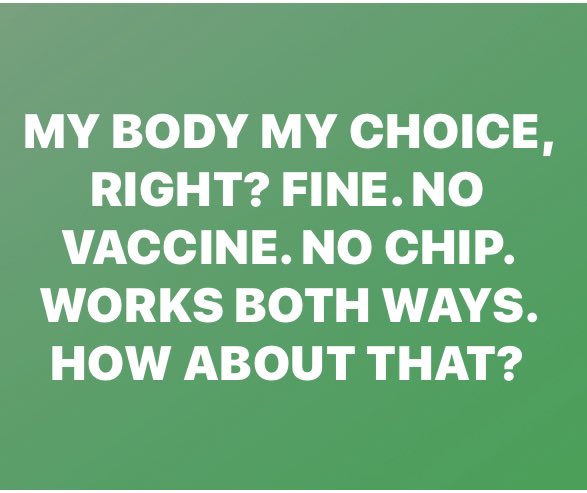 MY BODY MY CHOICE,
RIGHT? FINE. NO
VACCINE. NO CHIP.
WORKS BOTH WAYS.
HOW ABOUT THAT?